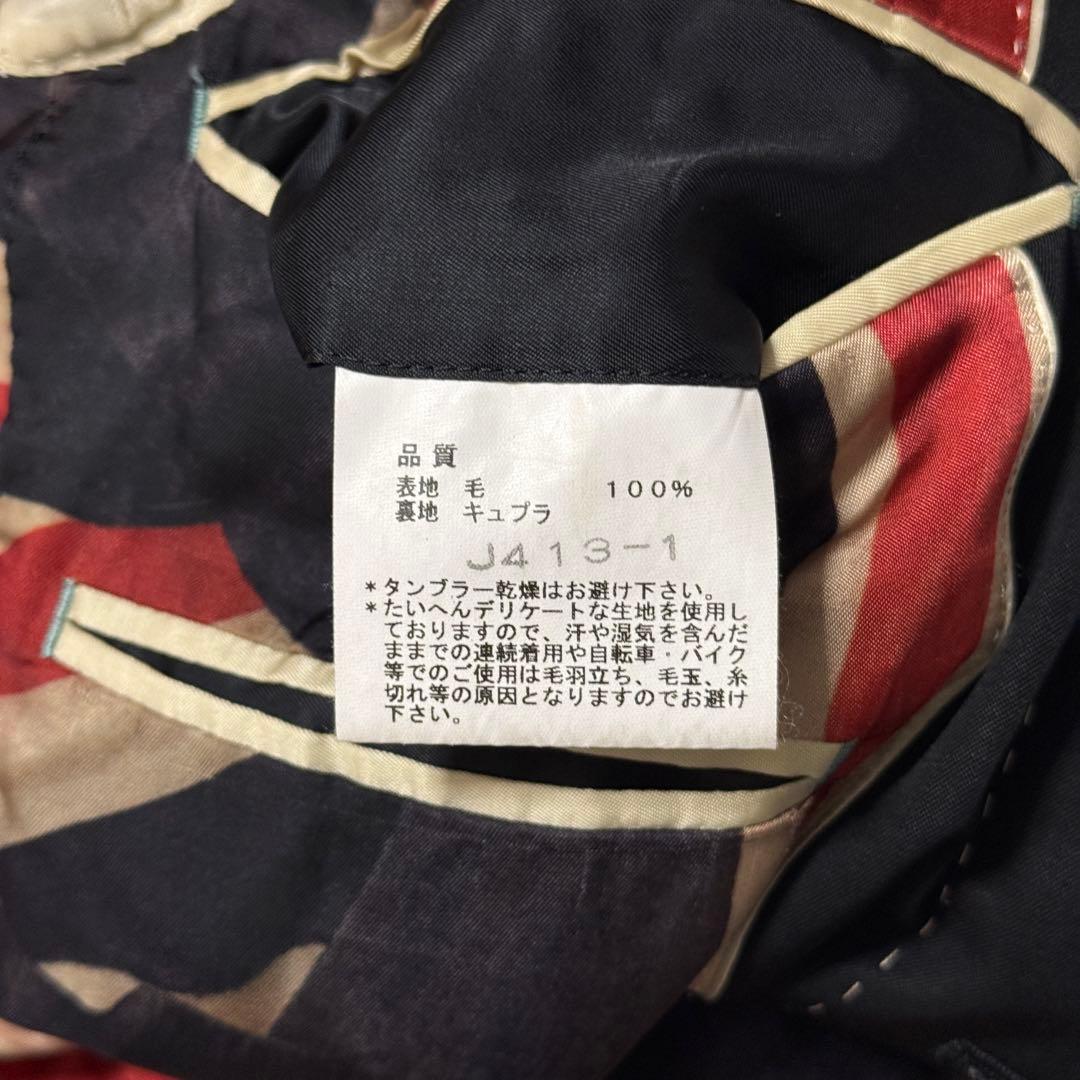 品質
表地 毛 100%
裏地 キュプラ
J413-1
*タンブラー乾燥はお避け下さい。
*たいへんデリケートな生地を使用し
ておりますので、汗や湿気を含んだ
ままでの連続着用や自転車・バイク
等でのご使用は毛羽立ち、毛玉、糸
切れ等の原因となりますのでお避け
下さい。